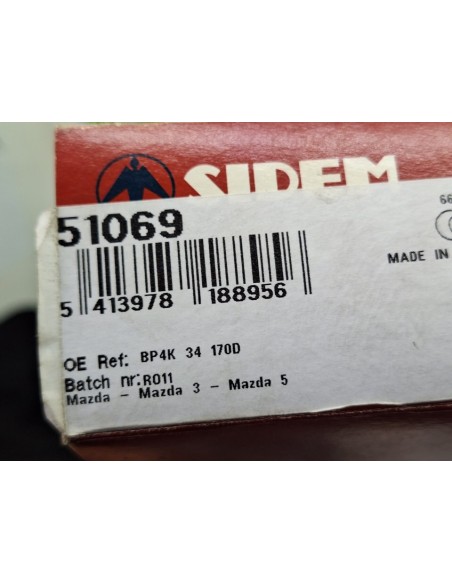 SIDEM
51069
66
MADE IN
5 413978 188956
OE Ref: BP4K 34 170D
Batch nr:R011
Mazda - Mazda 3 - Mazda 5